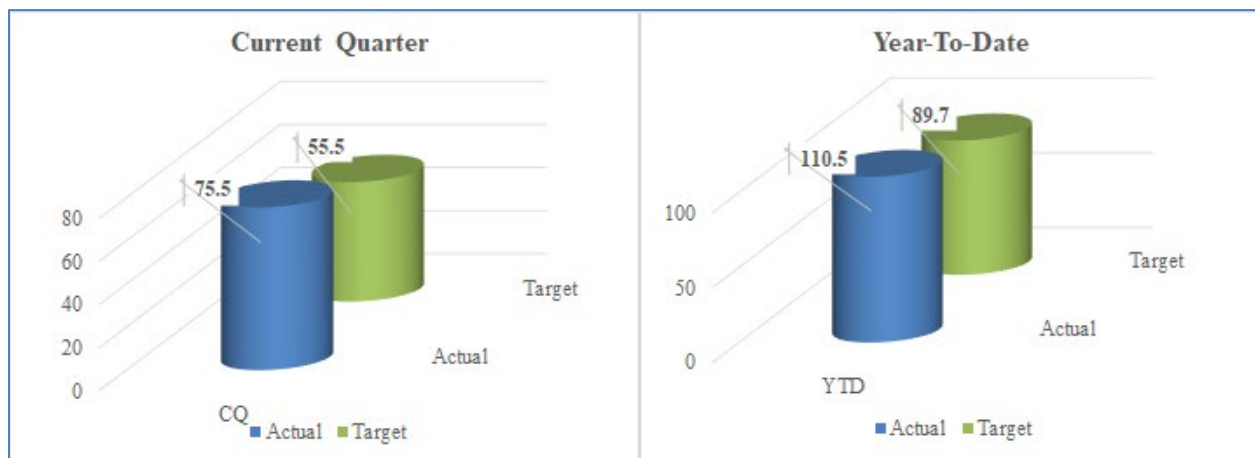 Current Quarter
75.5
55.5
80
60
40
20
0
Target
Actual
CQ
Actual Target
Year-To-Date
110.5
89.7
100
50
0
Target
Actual
YTD
Actual Target